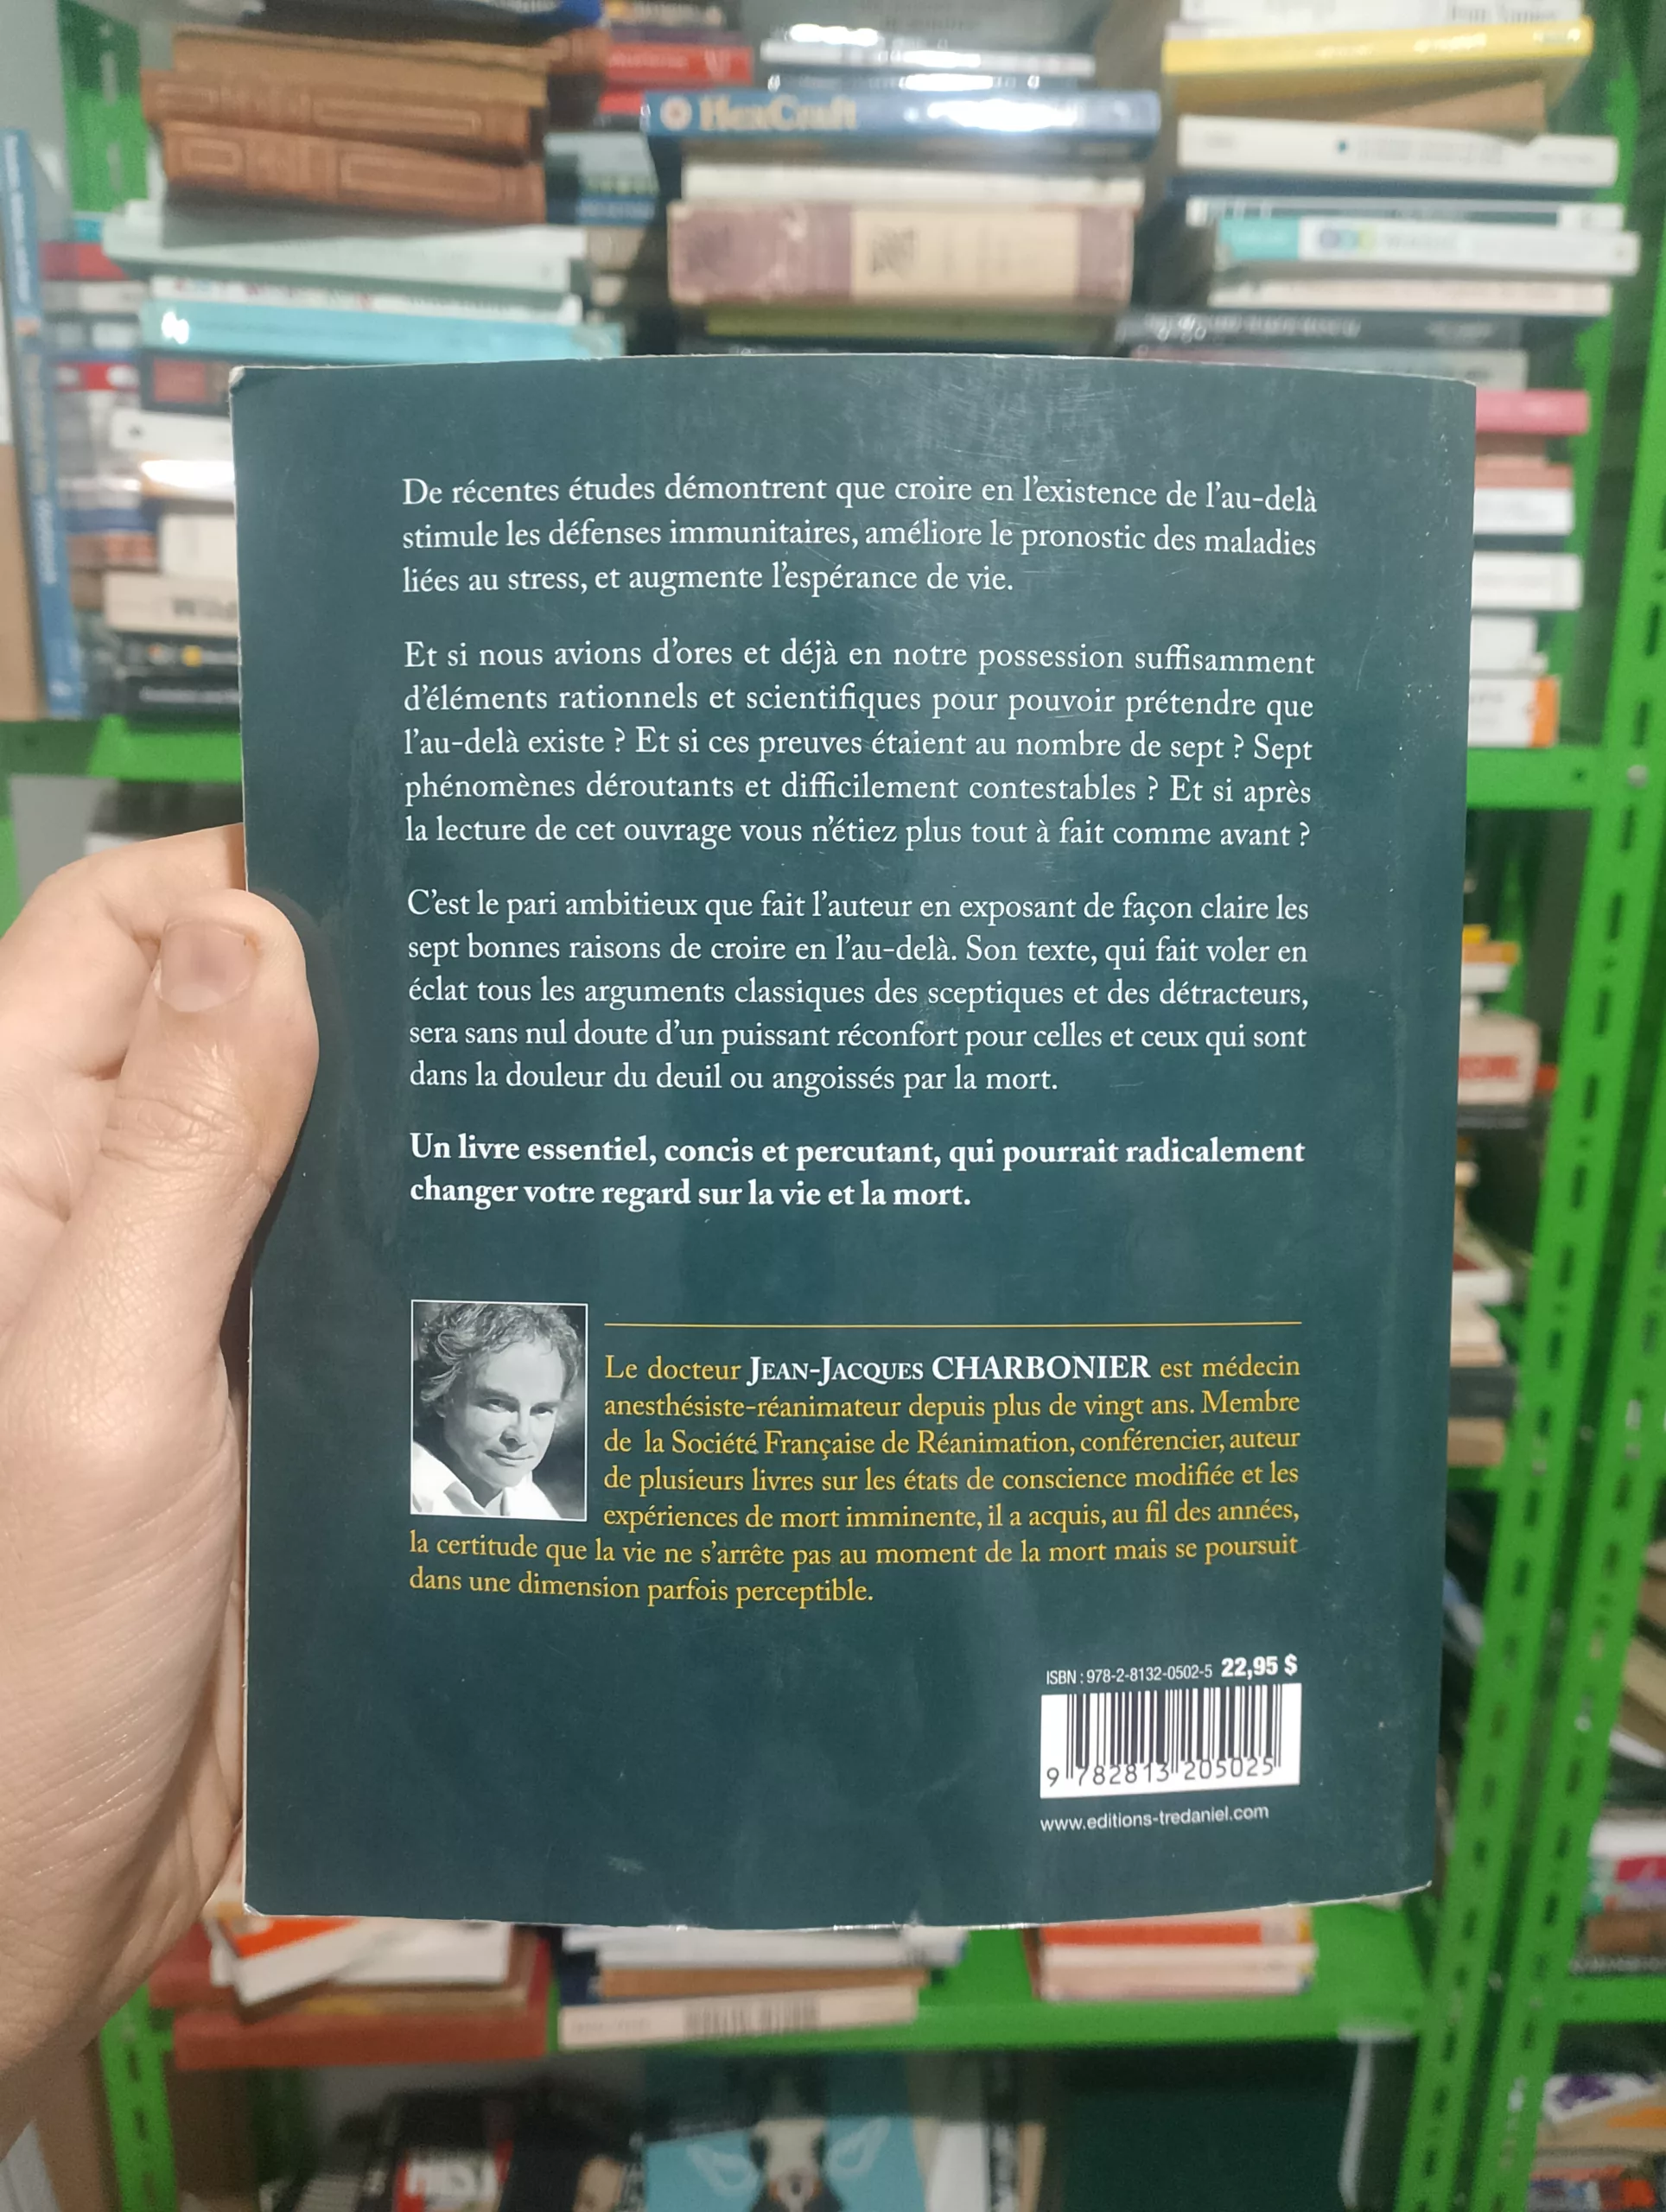 HexCraft
De récentes études démontrent que croire en l'existence de l'au-delà
stimule les défenses immunitaires, améliore le pronostic des maladies
liées au stress, et augmente l'espérance de vie.
Et si nous avions d'ores et déjà en notre possession suffisamment
d'éléments rationnels et scientifiques pour pouvoir prétendre que
l'au-delà existe ? Et si ces preuves étaient au nombre de sept ? Sept
phénomènes déroutants et difficilement contestables ? Et si après
la lecture de cet ouvrage vous n'étiez plus tout à fait comme avant ?
C'est le pari ambitieux que fait l'auteur en exposant de façon claire les
sept bonnes raisons de croire en l'au-delà. Son texte, qui fait voler en
éclat tous les arguments classiques des sceptiques et des détracteurs,
sera sans nul doute d'un puissant réconfort pour celles et ceux qui sont
dans la douleur du deuil ou angoissés par la mort.
Un livre essentiel, concis et percutant, qui pourrait radicalement
changer votre regard sur la vie et la mort.
Le docteur JEAN-JACQUES CHARBONIER est médecin
anesthésiste-réanimateur depuis plus de vingt ans. Membre
de la Société Française de Réanimation, conférencier, auteur
de plusieurs livres sur les états de conscience modifiée et les
expériences de mort imminente, il a acquis, au fil des années,
la certitude que la vie ne s'arrête pas au moment de la mort mais se poursuit
dans une dimension parfois perceptible.
ISBN : 978-2-8132-0502-5 22,95 $
9 782813 205025
www.editions-tredaniel.com